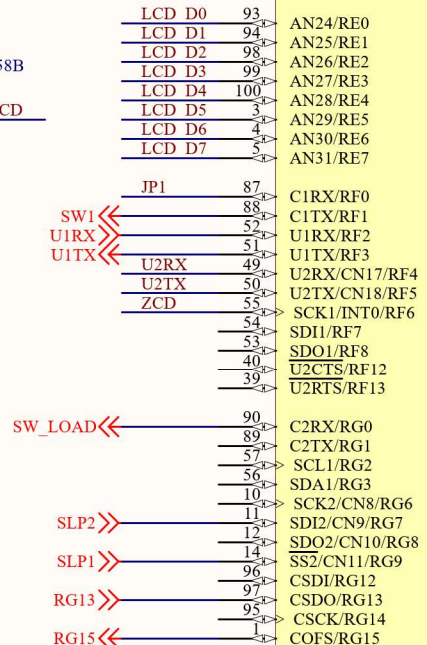 LCD D0 93 AN24/RE0
LCD D1 94 AN25/RE1
LCD D2 98 AN26/RE2
58B LCD D3 99 AN27/RE3
LCD D4 100 AN28/RE4
CD LCD D5 3 AN29/RE5
LCD D6 4 AN30/RE6
LCD D7 5 AN31/RE7
JP1 87 C1RX/RF0
SW1 88 C1TX/RF1
U1RX 52 U1RX/RF2
U1TX 51 U1TX/RF3
U2RX 49 U2RX/CN17/RF4
U2TX 50 U2TX/CN18/RF5
ZCD 55 SCK1/INT0/RF6
54 SDI1/RF7
53 SDO1/RF8
40 U2CTS/RF12
39 U2RTS/RF13
SW_LOAD 90 C2RX/RG0
89 C2TX/RG1
57 SCL1/RG2
56 SDA1/RG3
10 SCK2/CN8/RG6
SLP2 11 SDI2/CN9/RG7
12 SDO2/CN10/RG8
SLP1 14 SS2/CN11/RG9
96 CSDI/RG12
RG13 97 CSDO/RG13
95 CSCK/RG14
RG15 1 COFS/RG15